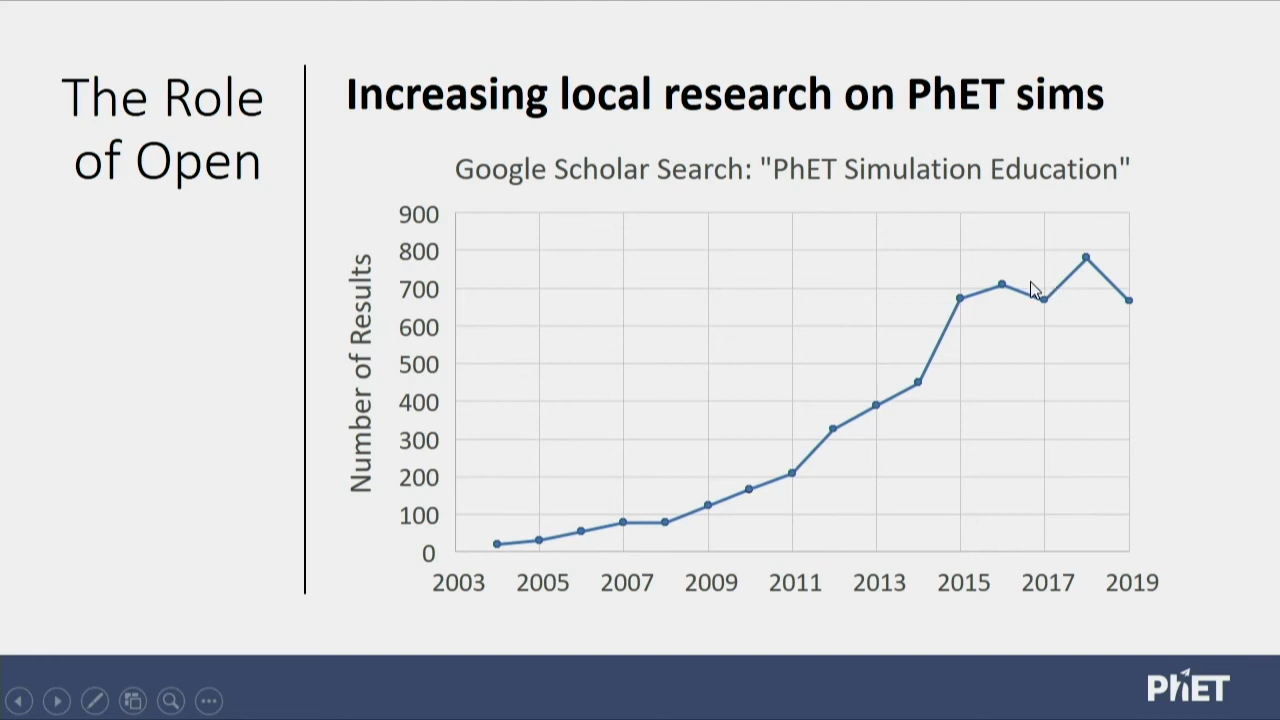 The Role
of Open
Increasing local research on PhET sims
Google Scholar Search: "PhET Simulation Education"
Number of Results
900
800
700
600
500
400
300
200
100
0
2003 2005 2007 2009 2011 2013 2015 2017 2019
PhET